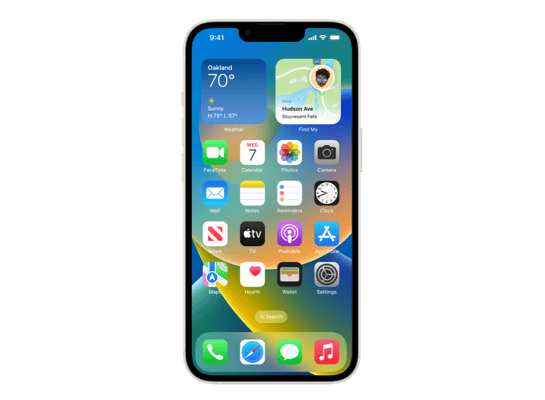 9:41
Oakland
70°
Sunny
H:75° L:57°
Weather
Now
Hudson Ave
Stuyvesant Falls
Find My
FaceTime
WED
7
Calendar
Photos
Camera
Mail
Notes
Reminders
Clock
News
tv
TV
Podcasts
App Store
Maps
Health
Wallet
Settings
Search